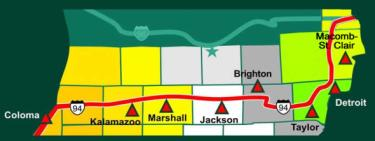 Macomb-
St. Clair
Brighton
94
94
Detroit
Coloma
Kalamazoo
Marshall
Jackson
Taylor